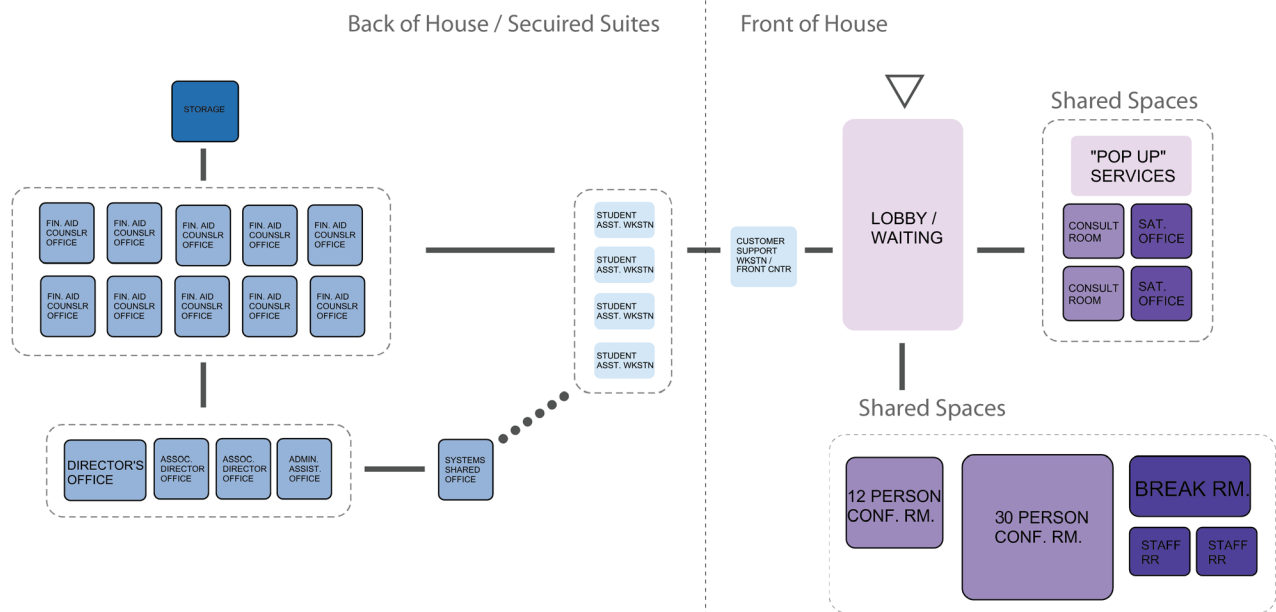 Back of House / Secuired Suites
Front of House
STORAGE
FIN. AID
COUNSLR
OFFICE
FIN. AID
COUNSLR
OFFICE
FIN. AID
COUNSLR
OFFICE
FIN. AID
COUNSLR
OFFICE
FIN. AID
COUNSLR
OFFICE
FIN. AID
COUNSLR
OFFICE
FIN. AID
COUNSLR
OFFICE
FIN. AID
COUNSLR
OFFICE
FIN. AID
COUNSLR
OFFICE
FIN. AID
COUNSLR
OFFICE
DIRECTOR'S
OFFICE
ASSOC.
DIRECTOR
OFFICE
ASSOC.
DIRECTOR
OFFICE
ADMIN.
ASSIST.
OFFICE
SYSTEMS
SHARED
OFFICE
STUDENT
ASST. WKSTN
STUDENT
ASST. WKSTN
STUDENT
ASST. WKSTN
STUDENT
ASST. WKSTN
CUSTOMER
SUPPORT
WKSTN /
FRONT CNTR
LOBBY /
WAITING
Shared Spaces
"POP UP"
SERVICES
CONSULT
ROOM
SAT.
OFFICE
CONSULT
ROOM
SAT.
OFFICE
Shared Spaces
12 PERSON
CONF. RM.
30 PERSON
CONF. RM.
BREAK RM.
STAFF
RR
STAFF
RR